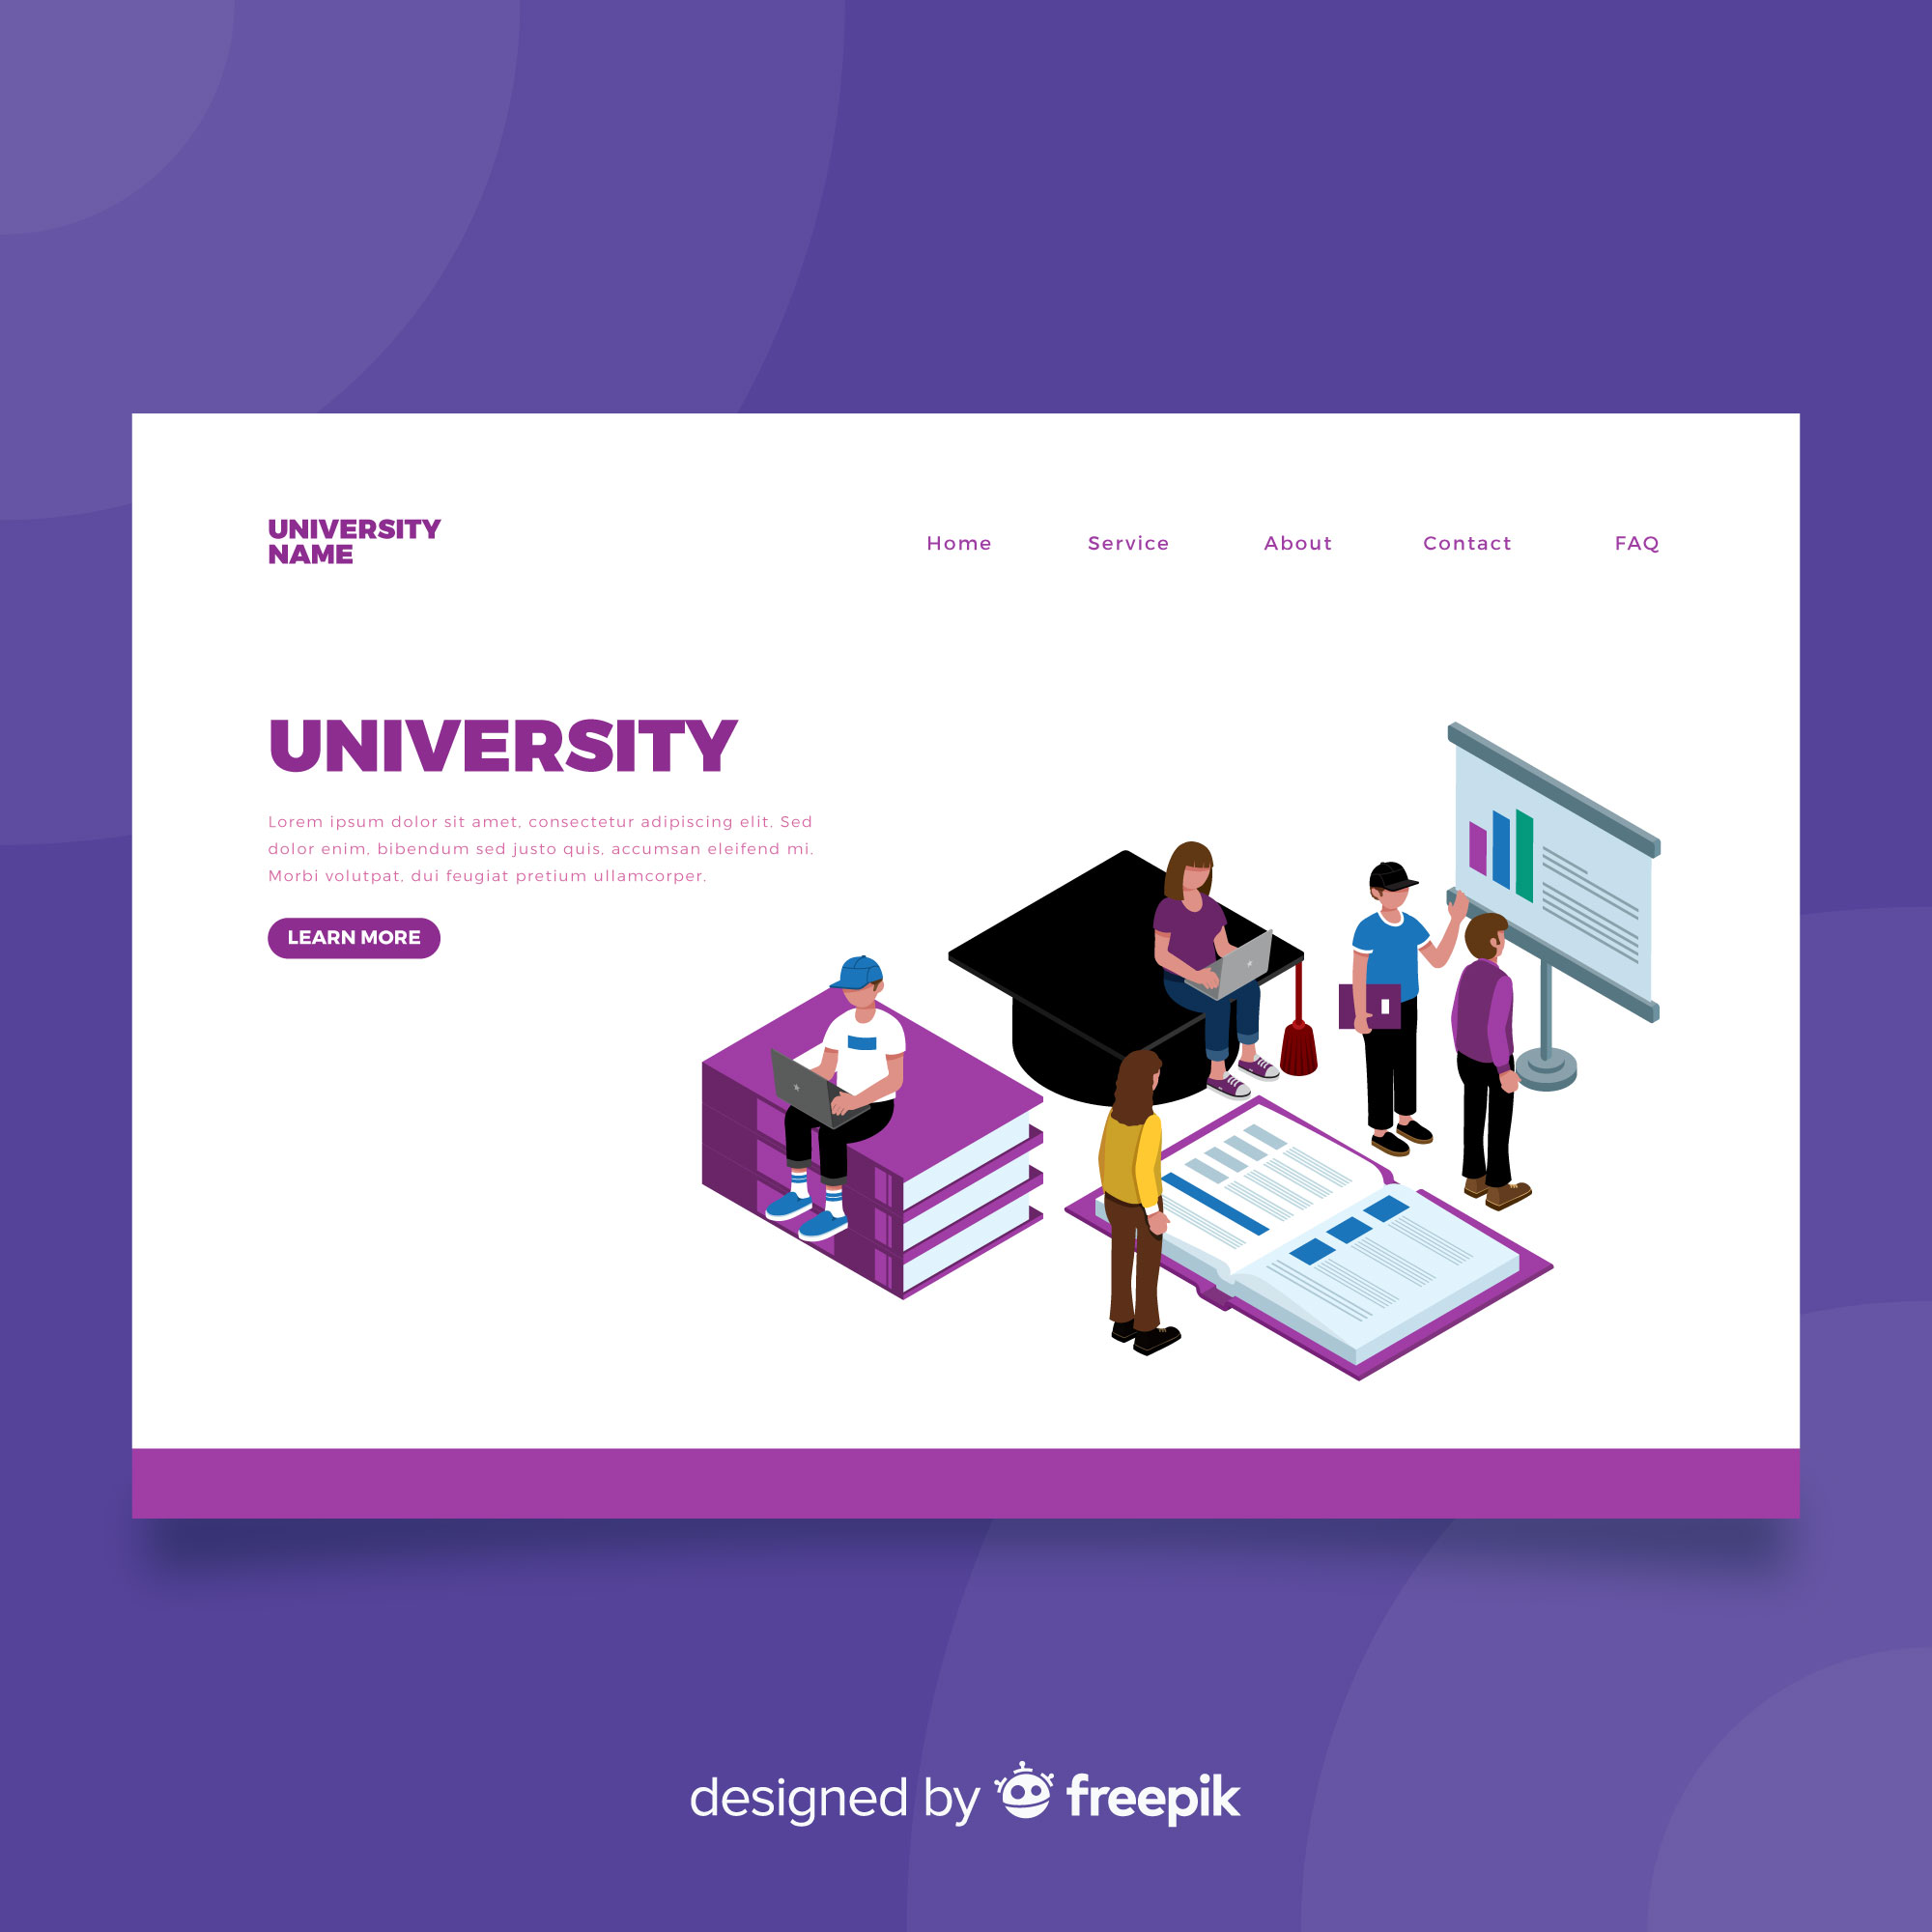 UNIVERSITY
NAME
Home Service About Contact FAQ
UNIVERSITY
Lorem ipsum dolor sit amet, consectetur adipiscing elit. Sed
dolor enim, bibendum sed justo quis, accumsan eleifend mi.
Morbi volutpat, dui feugiat pretium ullamcorper.
LEARN MORE
designed by freepik